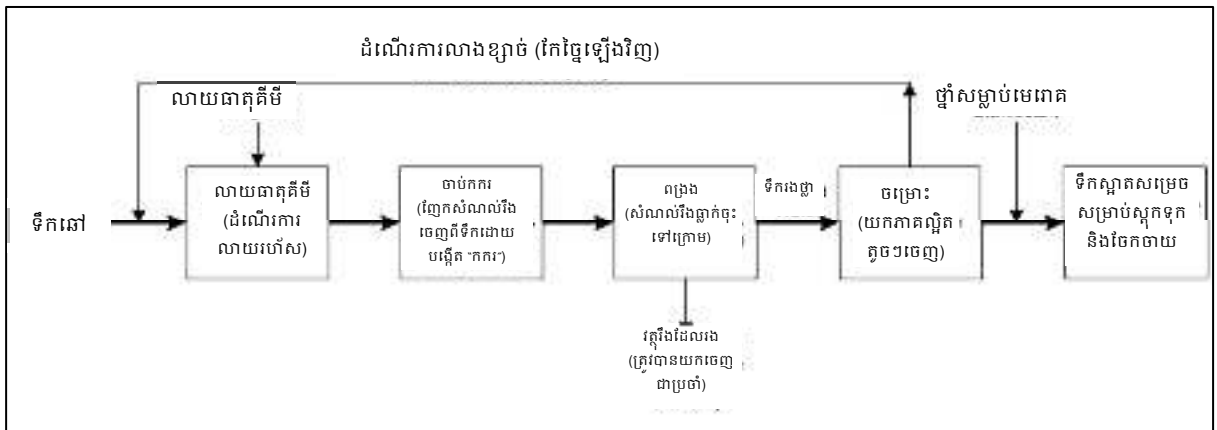 ដំណើរការលាងខ្សាច់ (កែច្នៃឡើងវិញ)
លាយធាតុគីមី
ថ្នាំសម្លាប់មេរោគ
ទឹកឆៅ
លាយធាតុគីមី
(ដំណើរការ
លាយរហ័ស)
ចាប់កករ
(ញែកសំណល់រឹង
ចេញពីទឹកដោយ
បង្កើត "កករ")
ពង្រង
(សំណល់រឹងធ្លាក់ចុះ
ទៅក្រោម)
ទឹករងថ្លា
ចម្រោះ
(យកភាគល្អិត
តូចៗចេញ)
ទឹកស្អាតសម្រេច
សម្រាប់ស្តុកទុក
និងចែកចាយ
វត្ថុរឹងដែលរង
(ត្រូវបានយកចេញ
ជាប្រចាំ)